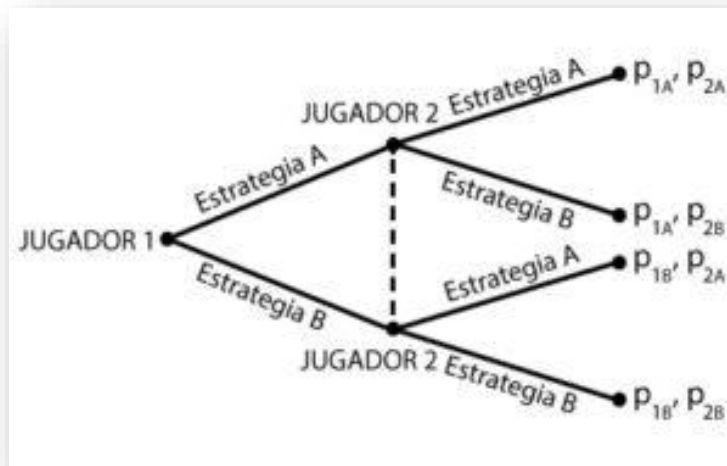 Estrategia A
p1A, p2A
JUGADOR 2
Estrategia A
Estrategia B
p1A, p2B
JUGADOR 1
Estrategia B
Estrategia A
p1B, p2A
JUGADOR 2
Estrategia B
p1B, p2B